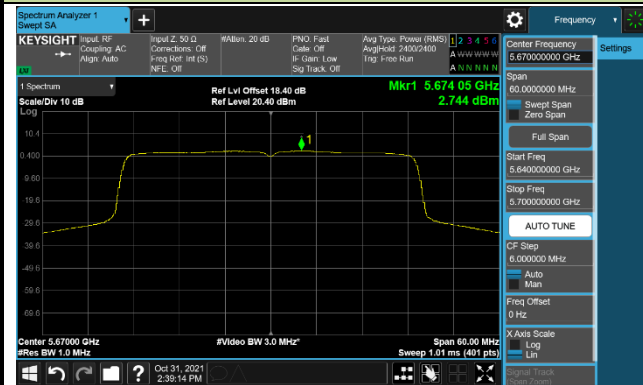 Spectrum Analyzer 1
Swept SA
Frequency
KEYSIGHT
Input: RF
Coupling: AC
Align: Auto
Input Z: 50 Ω
Corrections: Off
Freq Ref: Int (S)
NFE: Off
#Atten: 20 dB
PNO: Fast
Gate: Off
IF Gain: Low
Sig Track: Off
Avg Type: Power (RMS)
Avg|Hold: 2400/2400
Trig: Free Run
1 2 3 4 5 6
A W W W W W
A N N N N N
LXI
1 Spectrum
Scale/Div 10 dB
Log
Ref Lvl Offset 18.40 dB
Ref Level 20.40 dBm
Mkr1 5.674 05 GHz
2.744 dBm
1
10.4
0.400
-9.60
-19.6
-29.6
-39.6
-49.6
-59.6
-69.6
Center 5.67000 GHz
#Res BW 1.0 MHz
#Video BW 3.0 MHz*
Span 60.00 MHz
Sweep 1.01 ms (401 pts)
Oct 31, 2021
2:39:14 PM
Center Frequency
5.670000000 GHz
Settings
Span
60.0000000 MHz
Swept Span
Zero Span
Full Span
Start Freq
5.640000000 GHz
Stop Freq
5.700000000 GHz
AUTO TUNE
CF Step
6.000000 MHz
Auto
Man
Freq Offset
0 Hz
X Axis Scale
Log
Lin
Signal Track
(Span Zoom)